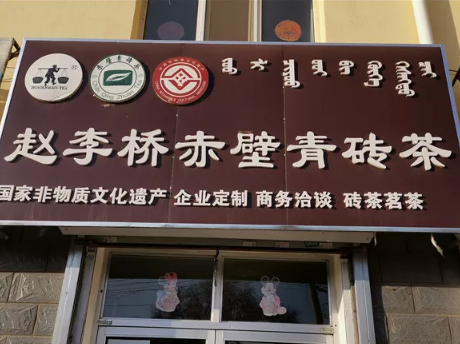 赵李桥赤壁青砖茶
国家非物质文化遗产 企业定制 商务洽谈 砖茶茗茶